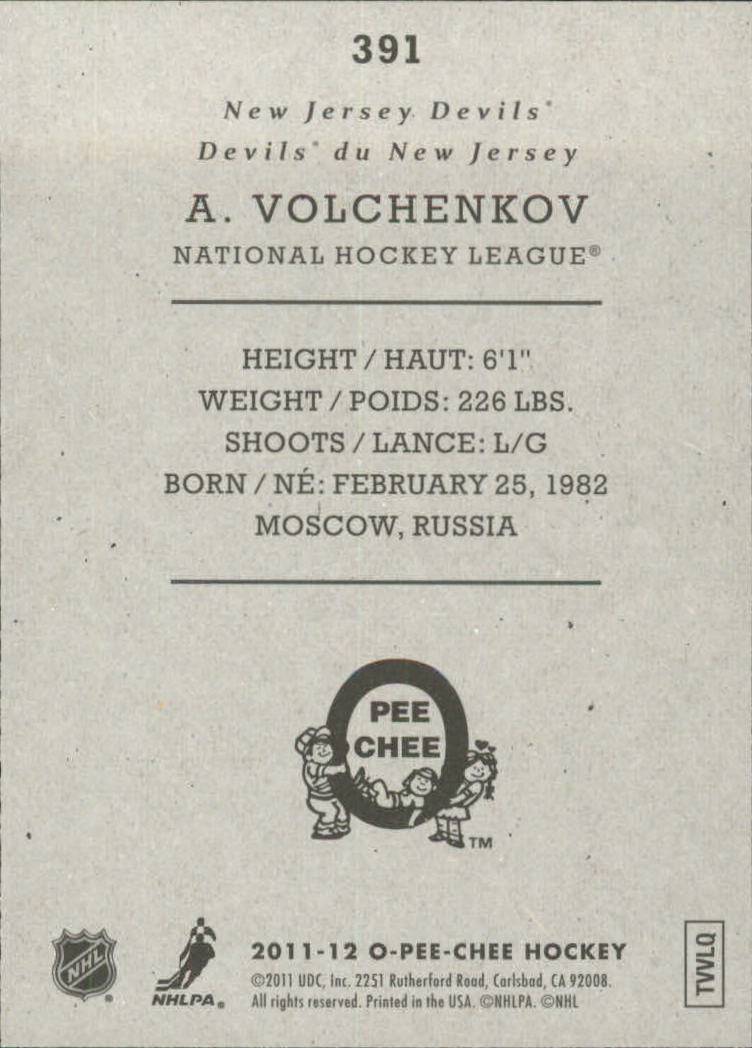 391
New Jersey Devils®
Devils® du New Jersey
A. VOLCHENKOV
NATIONAL HOCKEY LEAGUE®
HEIGHT / HAUT: 6'1"
WEIGHT / POIDS: 226 LBS.
SHOOTS / LANCE: L/G
BORN / NÉ: FEBRUARY 25, 1982
MOSCOW, RUSSIA
O
PEE
CHEE
TM
NHL®
NHLPA®
2011-12 O-PEE-CHEE HOCKEY
©2011 UDC, Inc. 2251 Rutherford Road, Carlsbad, CA 92008.
All rights reserved. Printed in the USA. ©NHLPA. ©NHL
TVVLQ